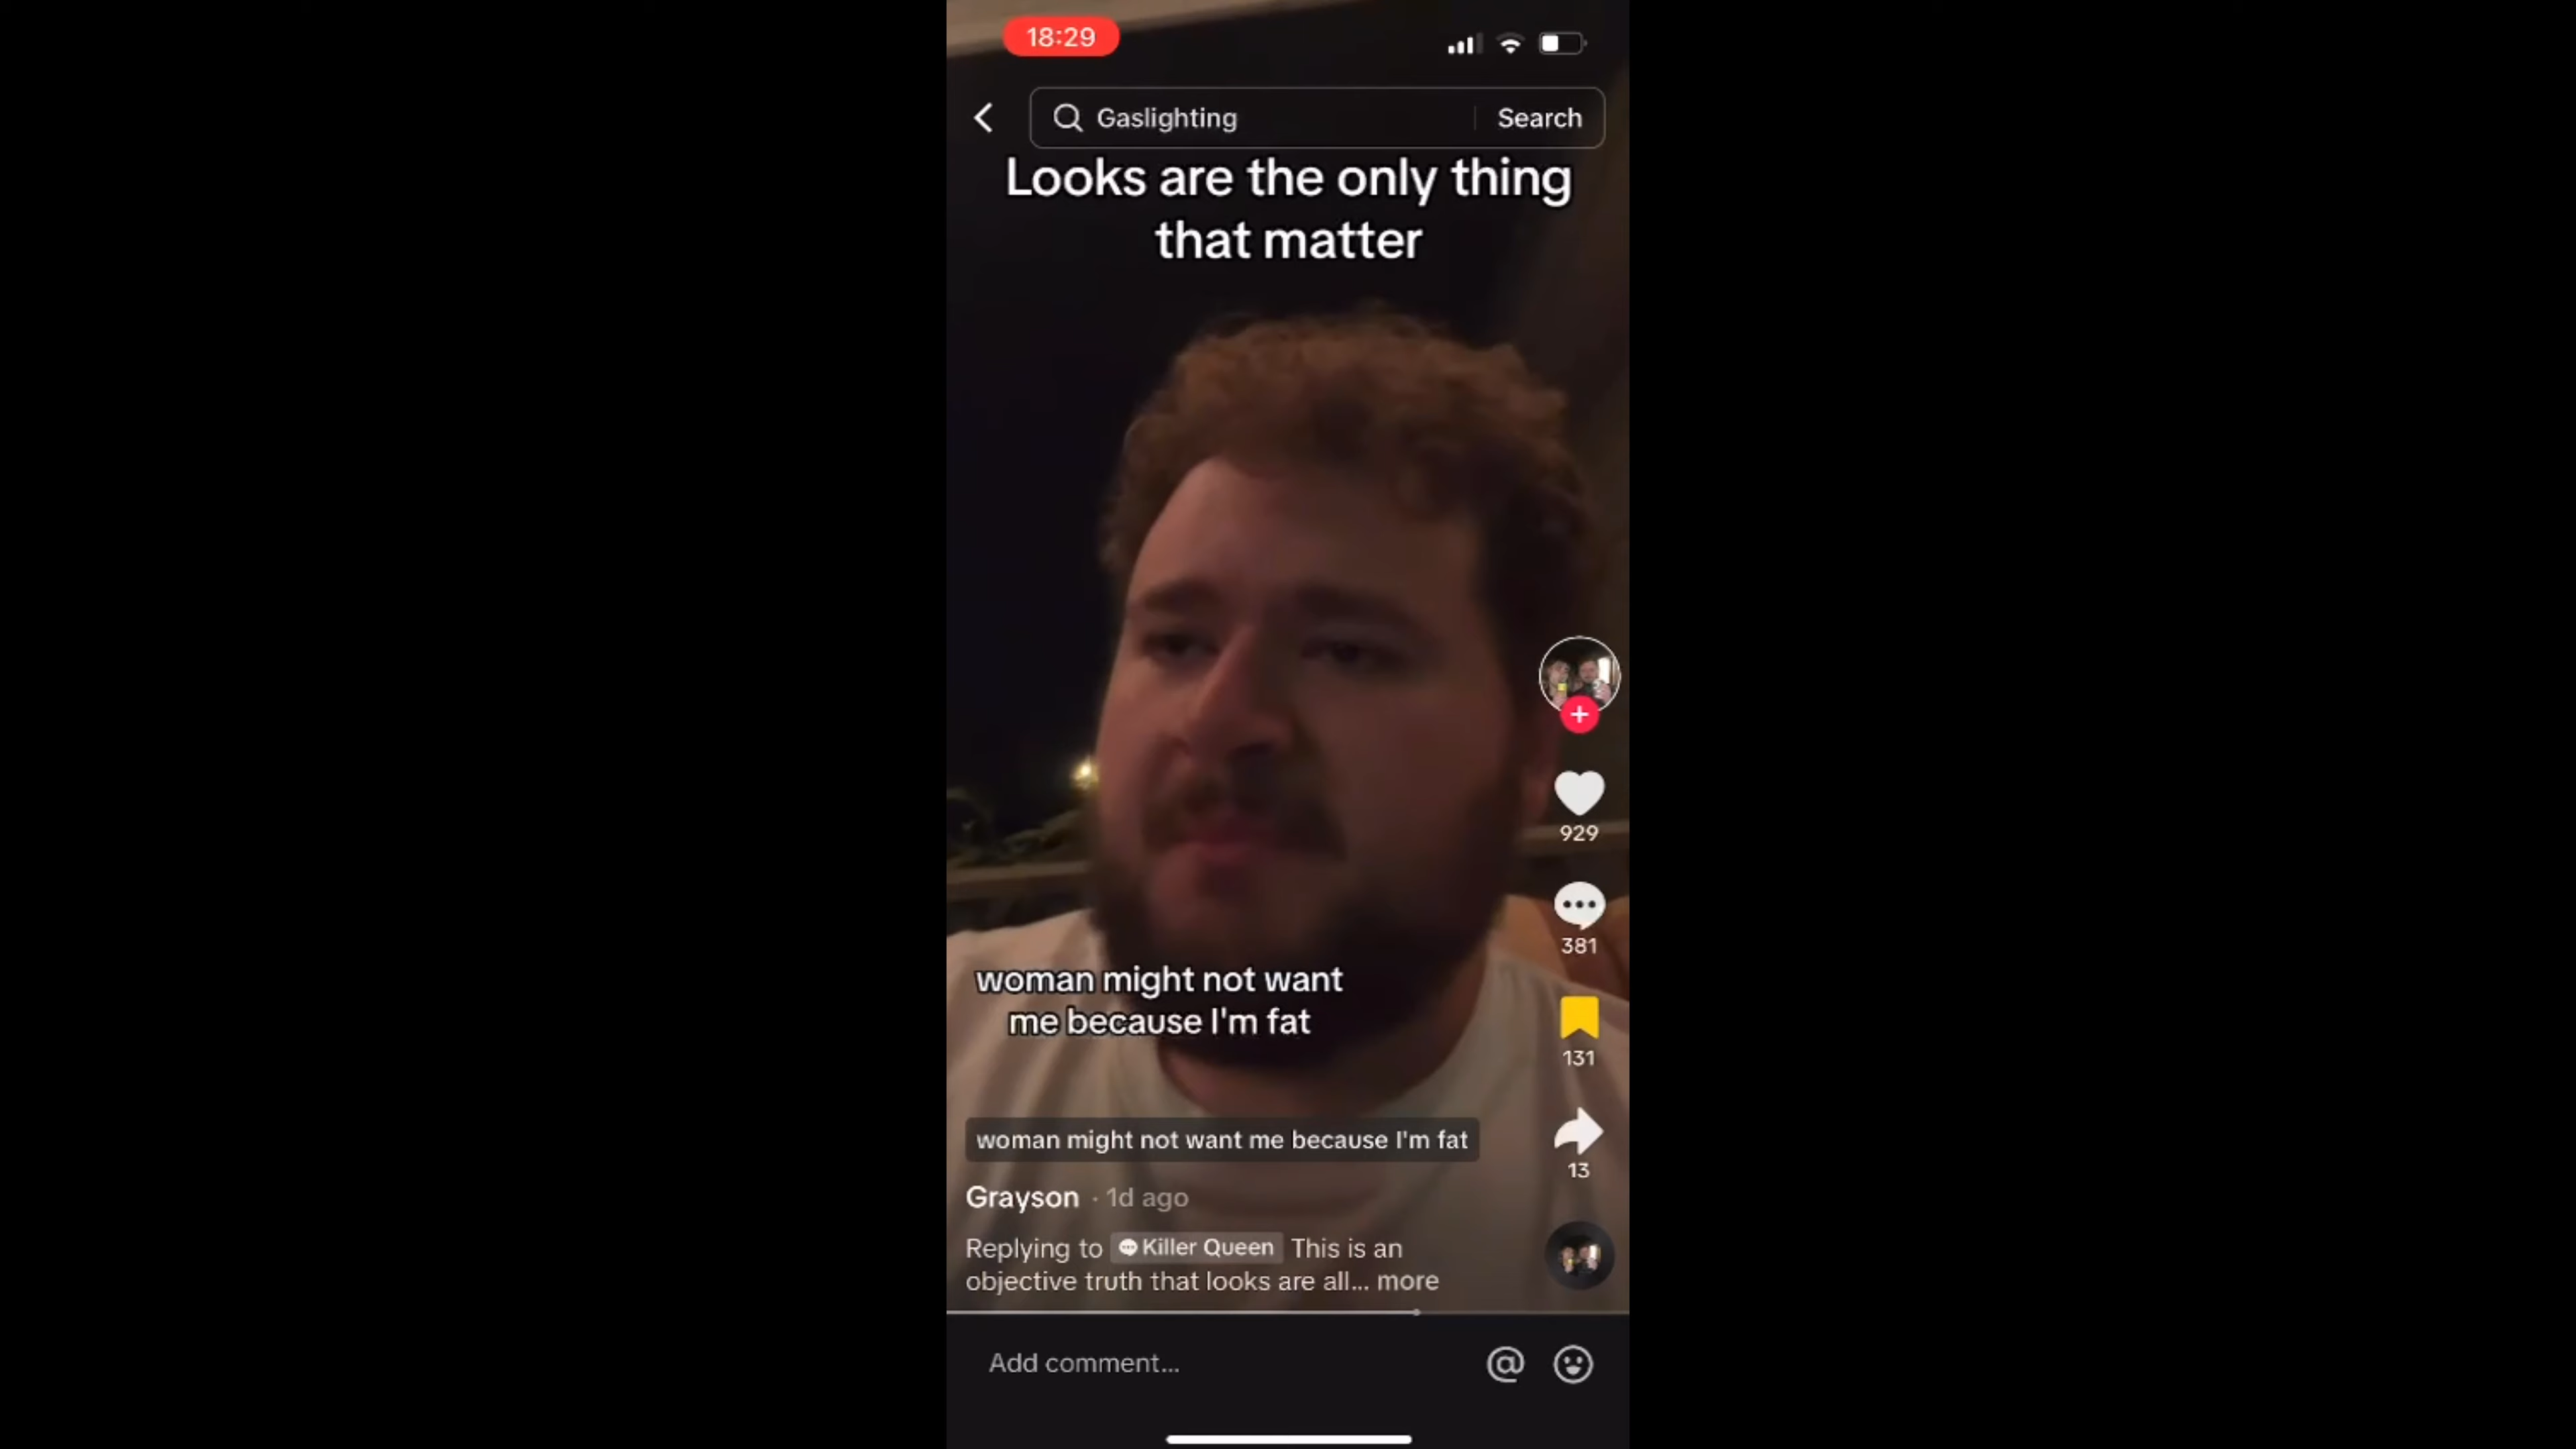 18:29
Gaslighting
Search
Looks are the only thing
that matter
929
381
woman might not want
me because I'm fat
131
woman might not want me because I'm fat
13
Grayson · 1d ago
Replying to Killer Queen This is an
objective truth that looks are all... more
Add comment...